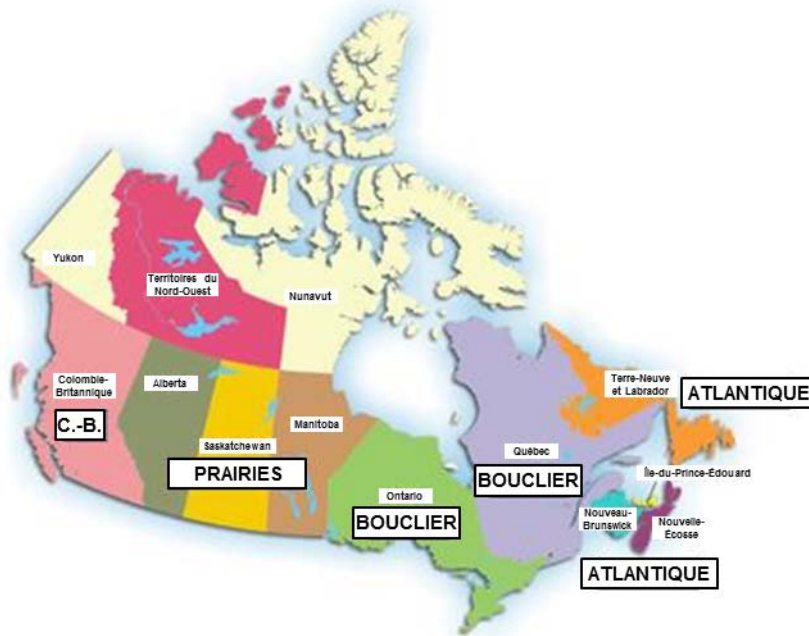 Yukon
Territoires du
Nord-Ouest
Nunavut
Colombie-
Britannique
C.-B.
Alberta
Saskatchewan
Manitoba
PRAIRIES
Ontario
BOUCLIER
Québec
BOUCLIER
Terre-Neuve
et Labrador
ATLANTIQUE
Île-du-Prince-Édouard
Nouveau-
Brunswick
Nouvelle-
Écosse
ATLANTIQUE